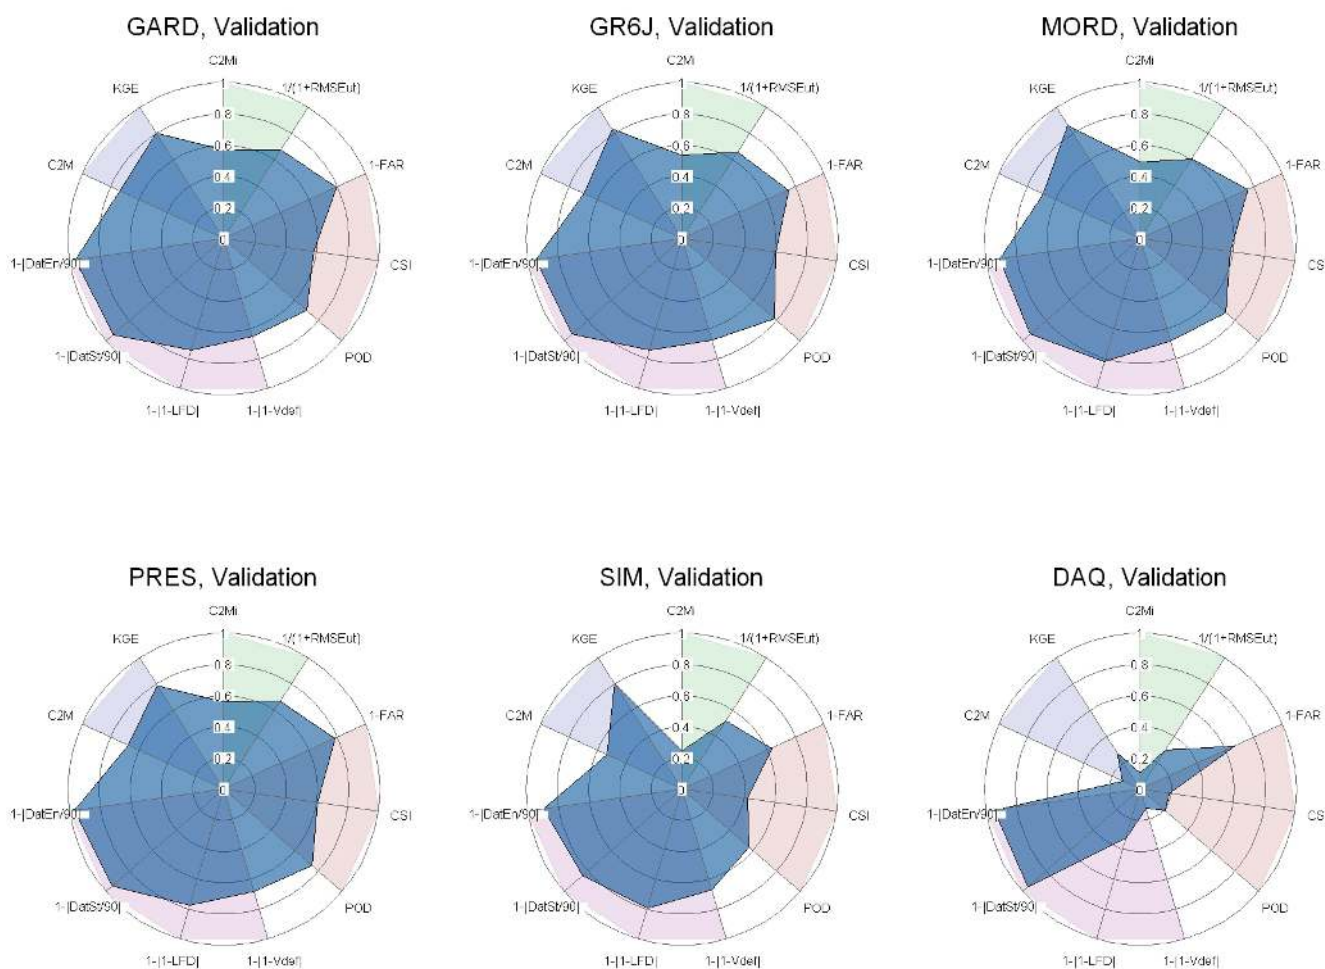 GARD, Validation
C2Mi
1/(1+RMSEut)
KGE
1
0.8
0.6
0.4
0.2
0
1-FAR
C2M
1-|DatEn/90|
CSI
1-|DatSt/90|
POD
1-|1-LFD|
1-|1-Vdef|
GR6J, Validation
C2Mi
1/(1+RMSEut)
KGE
1
0.8
0.6
0.4
0.2
0
1-FAR
C2M
1-|DatEn/90|
CSI
1-|DatSt/90|
POD
1-|1-LFD|
1-|1-Vdef|
MORD, Validation
C2Mi
1/(1+RMSEut)
KGE
1
0.8
0.6
0.4
0.2
0
1-FAR
C2M
1-|DatEn/90|
CS
1-|DatSt/90|
POD
1-|1-LFD|
1-|1-Vdef|
PRES, Validation
C2Mi
1/(1+RMSEut)
KGE
1
0.8
0.6
0.4
0.2
0
1-FAR
C2M
1-|DatEn/90|
CSI
1-|DatSt/90|
POD
1-|1-LFD|
1-|1-Vdef|
SIM, Validation
C2Mi
1/(1+RMSEut)
KGE
1
0.8
0.6
0.4
0.2
0
1-FAR
C2M
1-|DatEn/90|
CSI
1-|DatSt/90|
POD
1-|1-LFD|
1-|1-Vdef|
DAQ, Validation
C2Mi
1/(1+RMSEut)
KGE
1
0.8
0.6
0.4
0.2
0
1-FAR
C2M
1-|DatEn/90|
CS
1-|DatSt/90|
POD
1-|1-LFD|
1-|1-Vdef|